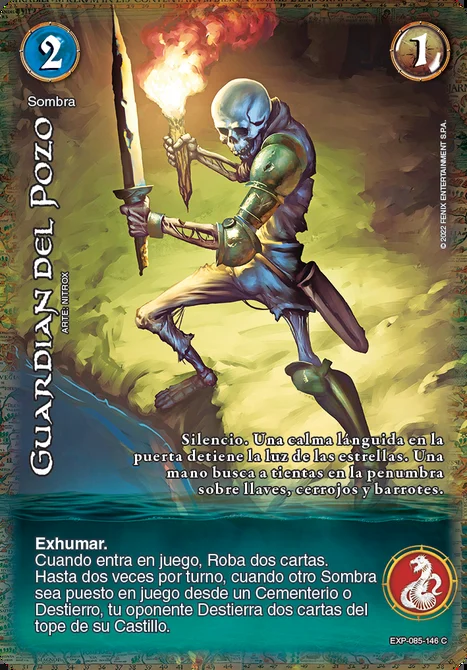 2
1
Sombra
GUARDIAN DEL POZO
ARTE: NITROX
© 2022 FENIX ENTERTAINMENT S.P.A.
Silencio. Una calma lánguida en la
puerta detiene la luz de las estrellas. Una
mano busca a tientas en la penumbra
sobre llaves, cerrojos y barrotes.
Exhumar.
Cuando entra en juego, Roba dos cartas.
Hasta dos veces por turno, cuando otro Sombra
sea puesto en juego desde un Cementerio o
Destierro, tu oponente Destierra dos cartas del
tope de su Castillo.
EXP-085-146 C